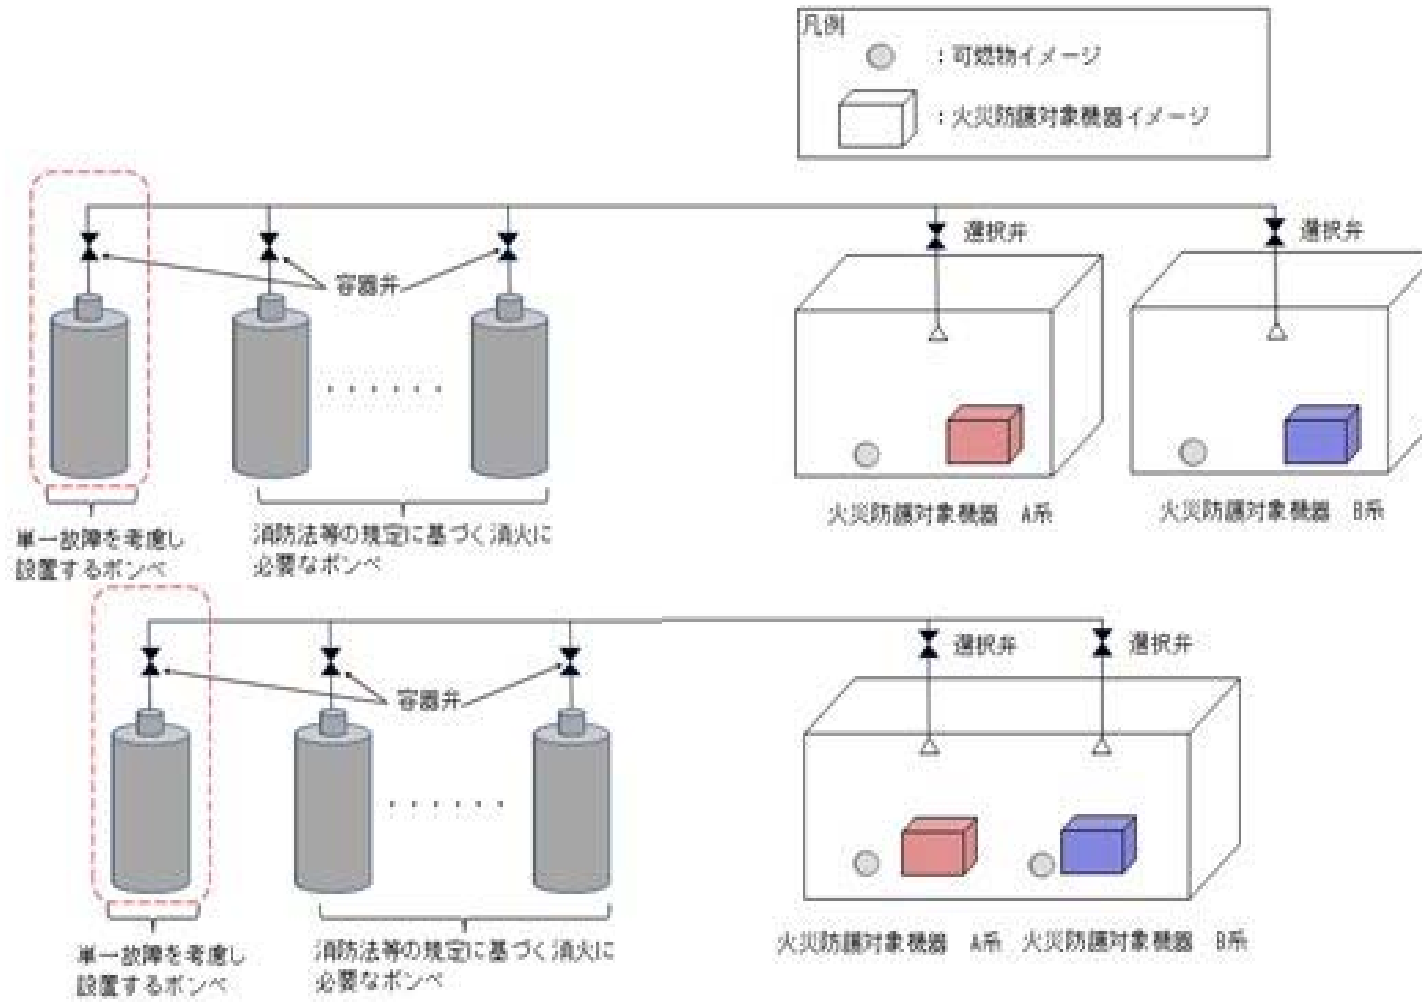 凡例
：可燃物イメージ
：火災防護対象機器イメージ
選択弁
選択弁
容器弁
火災防護対象機器　A系
火災防護対象機器　B系
単一故障を考慮し
設置するボンベ
消防法等の規定に基づく消火に
必要なボンベ
選択弁
選択弁
容器弁
火災防護対象機器　A系
火災防護対象機器　B系
単一故障を考慮し
設置するボンベ
消防法等の規定に基づく消火に
必要なボンベ